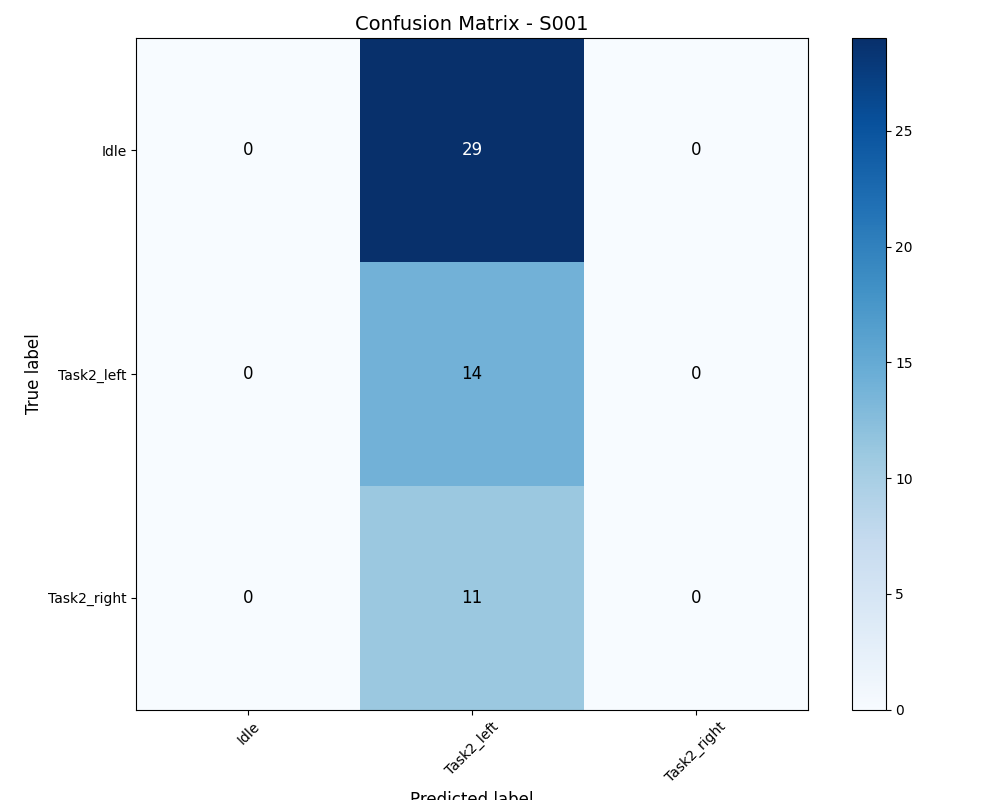 Confusion Matrix - S001
Idle
0
29
0
25
20
Task2_left
0
14
0
15
True label
10
Task2_right
0
11
0
5
0
Idle
Task2_left
Task2_right
Predicted label